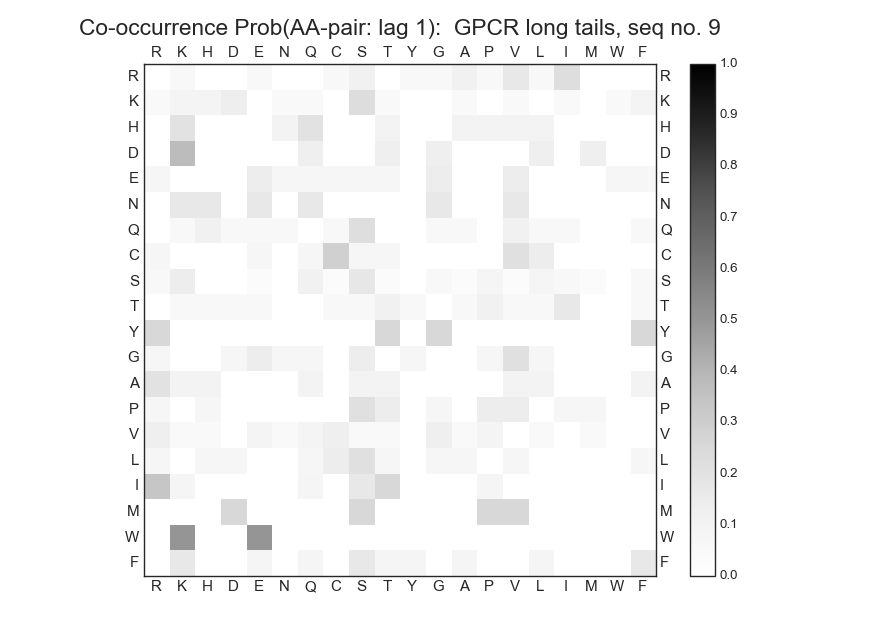 Co-occurrence Prob(AA-pair: lag 1):  GPCR long tails, seq no. 9
R K H D E N Q C S T Y G A P V L I M W F
R R 1.0
K K
0.9
H H
D D 0.8
E E
0.7
N N
Q Q
0.6
C C
S S
T T 0.5
Y Y
G G 0.4
A A
P P 0.3
V V
L L 0.2
I I
M M 0.1
W W
F F
0.0
R K H D E N Q C S T Y G A P V L I M W F